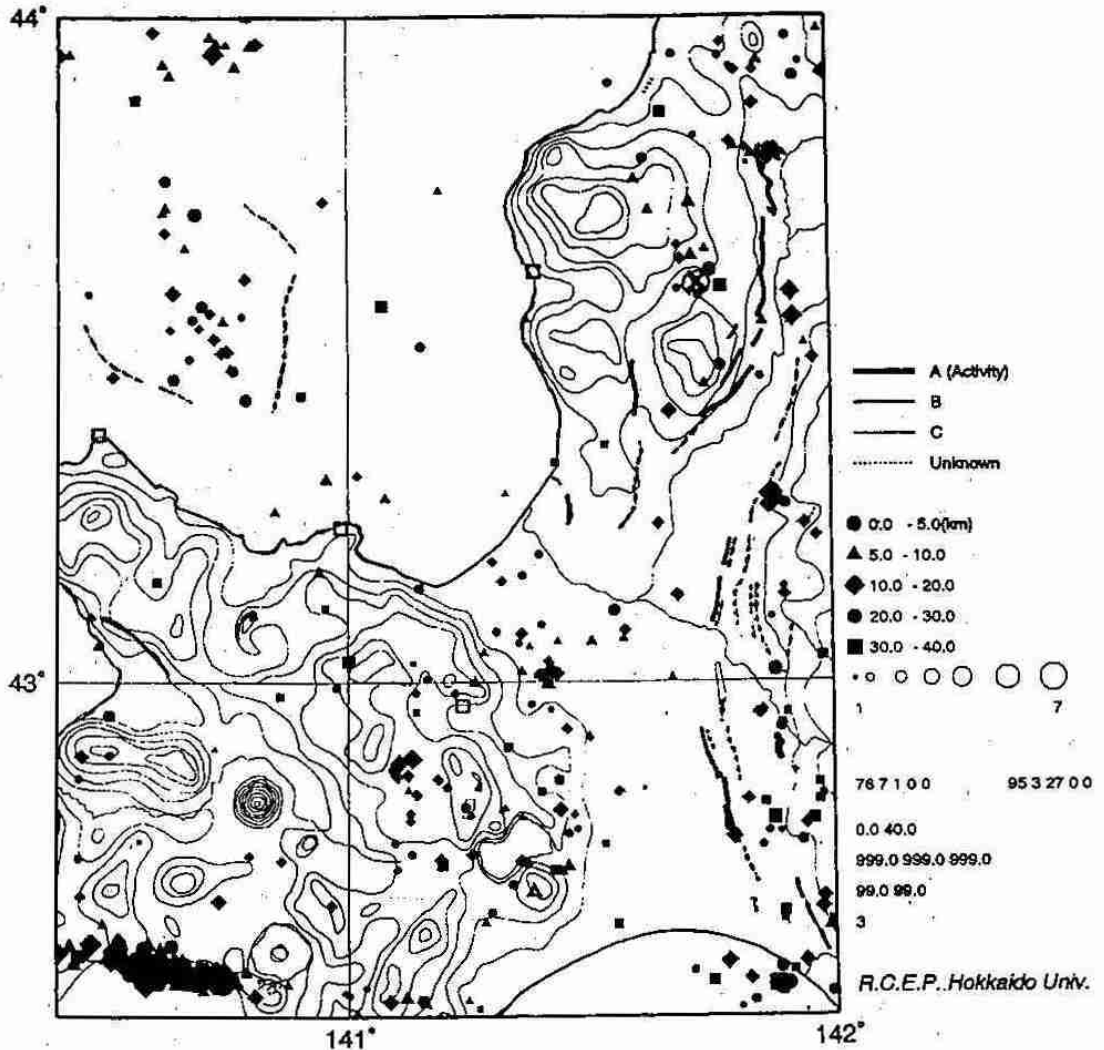 44°
A (Activity)
B
C
Unknown
0.0 - 5.0(km)
5.0 - 10.0
10.0 - 20.0
20.0 - 30.0
30.0 - 40.0
43°
1 7
76 7 1 0 0 95 3 27 0 0
0.0 40.0
999.0 999.0 999.0
99.0 99.0
3
R.C.E.P. Hokkaido Univ.
141° 142°